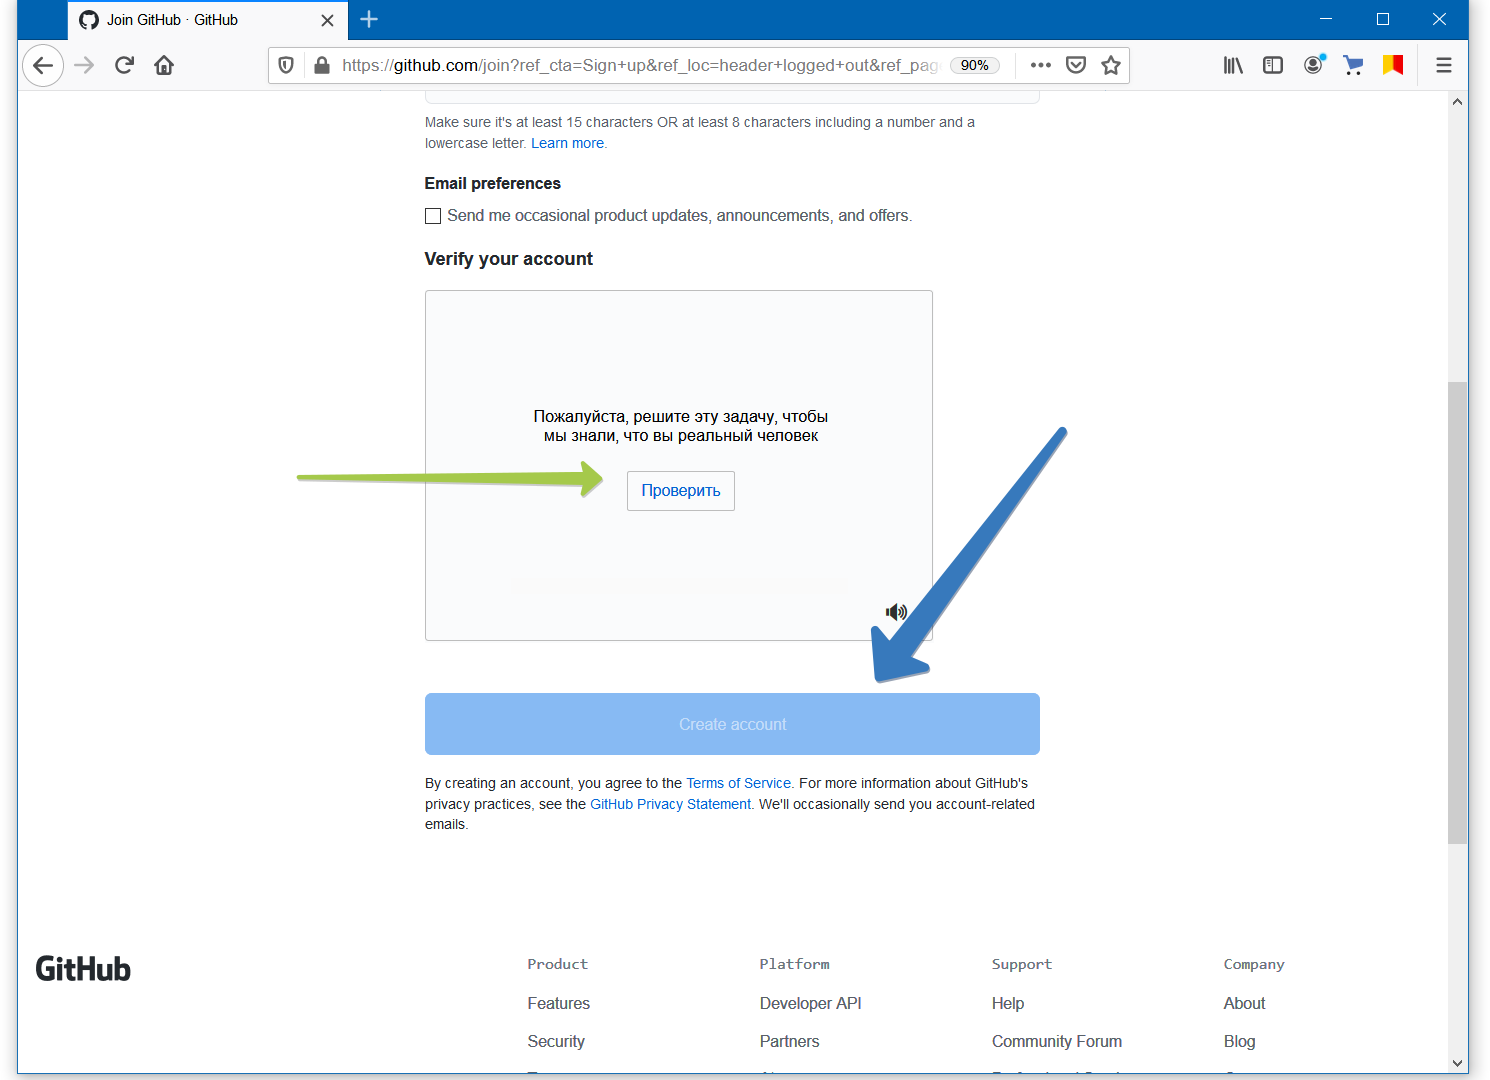 Join GitHub · GitHub
https://github.com/join?ref_cta=Sign+up&ref_loc=header+logged+out&ref_pag
90%
Make sure it's at least 15 characters OR at least 8 characters including a number and a
lowercase letter. Learn more.
Email preferences
Send me occasional product updates, announcements, and offers.
Verify your account
Пожалуйста, решите эту задачу, чтобы
мы знали, что вы реальный человек
Проверить
Create account
By creating an account, you agree to the Terms of Service. For more information about GitHub's
privacy practices, see the GitHub Privacy Statement. We'll occasionally send you account-related
emails.
GitHub
Product Platform Support Company
Features Developer API Help About
Security Partners Community Forum Blog